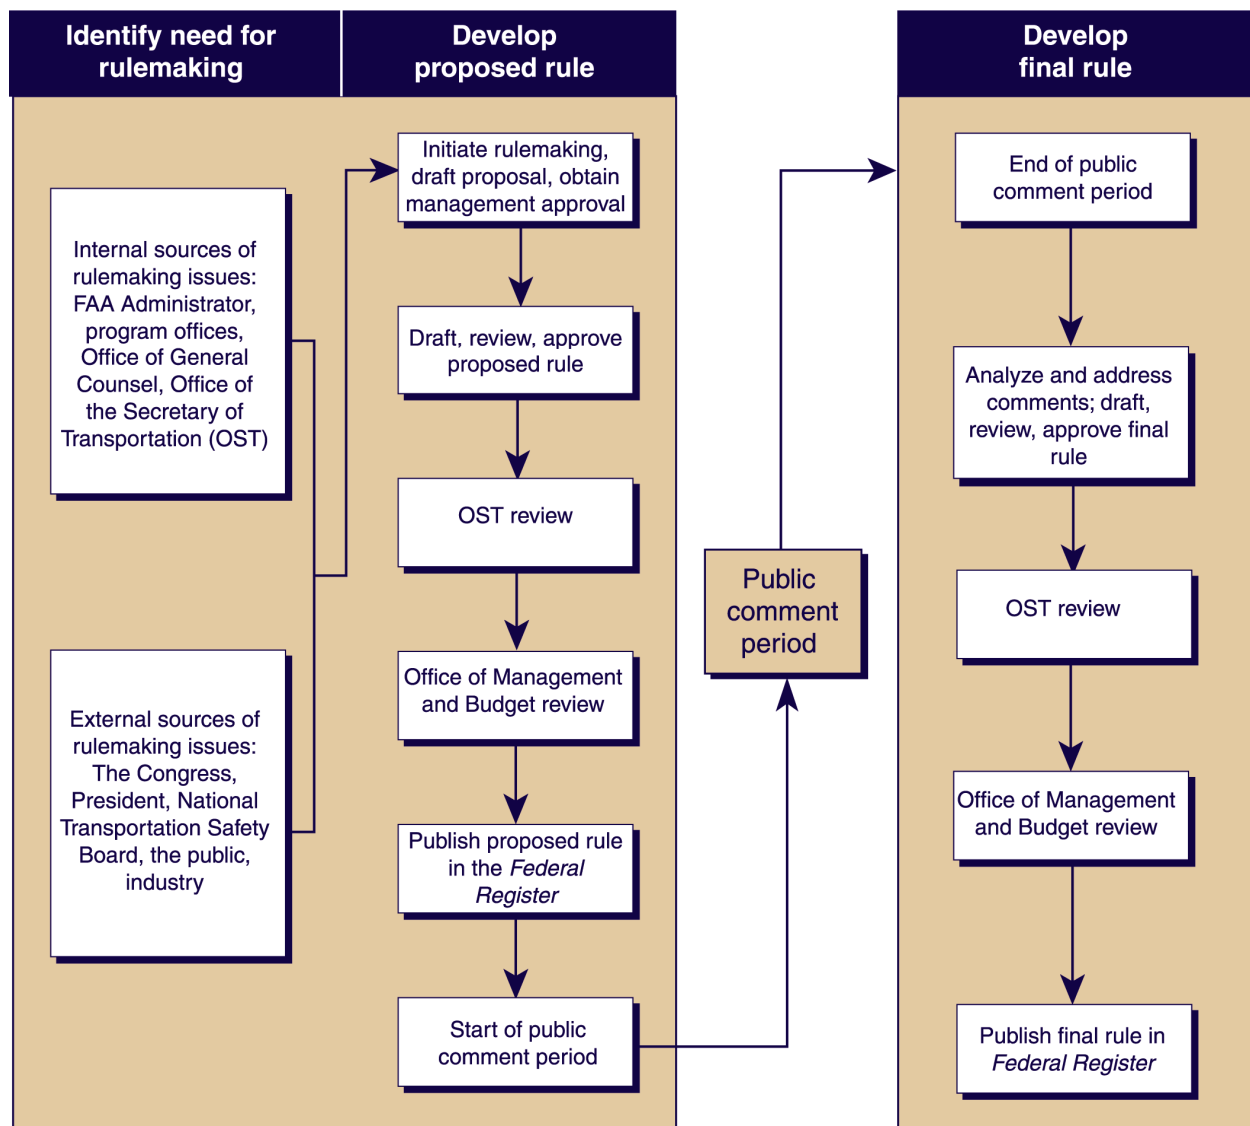 Identify need for
rulemaking
Develop
proposed rule
Develop
final rule
Internal sources of
rulemaking issues:
FAA Administrator,
program offices,
Office of General
Counsel, Office of
the Secretary of
Transportation (OST)
External sources of
rulemaking issues:
The Congress,
President, National
Transportation Safety
Board, the public,
industry
Initiate rulemaking,
draft proposal, obtain
management approval
Draft, review, approve
proposed rule
OST review
Office of Management
and Budget review
Publish proposed rule
in the Federal
Register
Start of public
comment period
Public
comment
period
End of public
comment period
Analyze and address
comments; draft,
review, approve final
rule
OST review
Office of Management
and Budget review
Publish final rule in
Federal Register